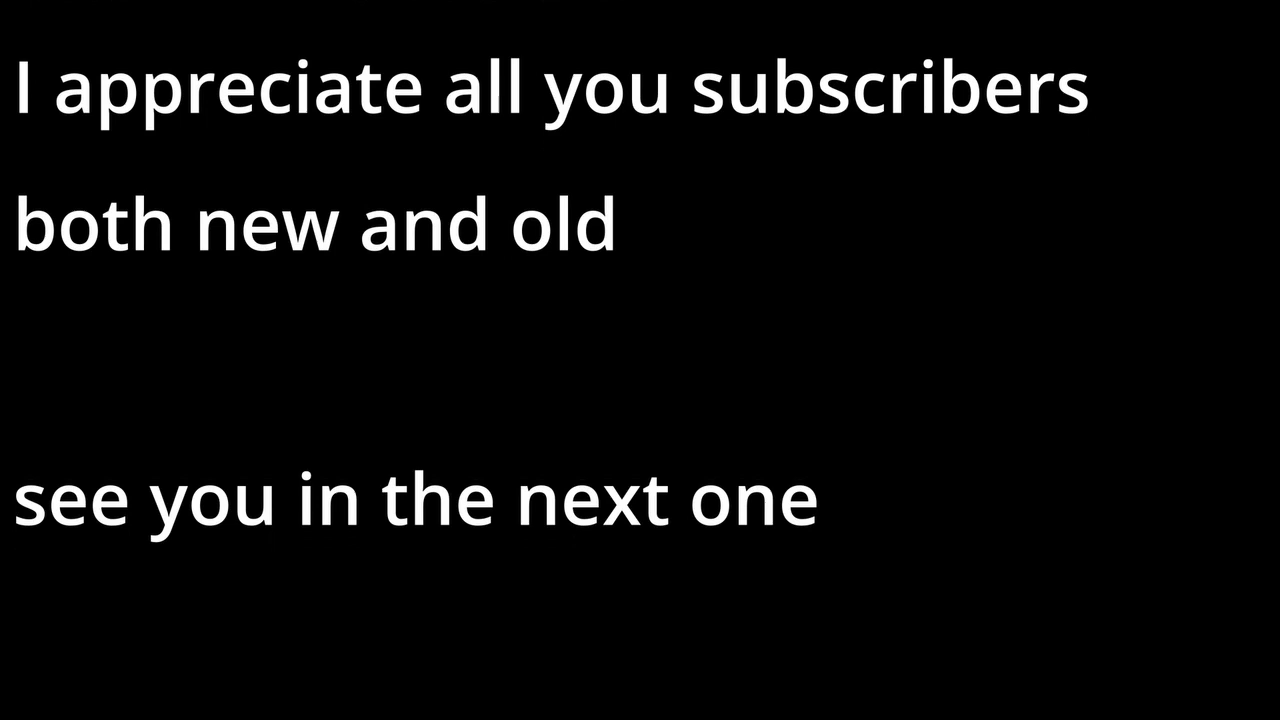 I appreciate all you subscribers
both new and old
see you in the next one